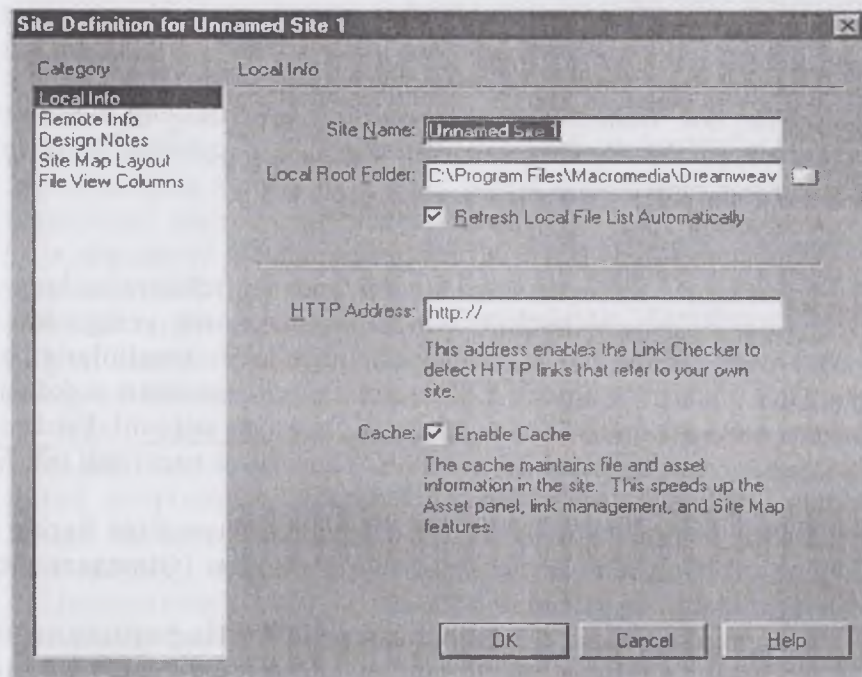 Site Definition for Unnamed Site 1
Category
Local Info
Remote Info
Design Notes
Site Map Layout
File View Columns
Local Info
Site Name: Unnamed Site 1
Local Root Folder: C:\Program Files\Macromedia\Dreamweav
Refresh Local File List Automatically
HTTP Address: http://
This address enables the Link Checker to
detect HTTP links that refer to your own
site.
Cache: Enable Cache
The cache maintains file and asset
information in the site. This speeds up the
Asset panel, link management, and Site Map
features.
OK Cancel Help